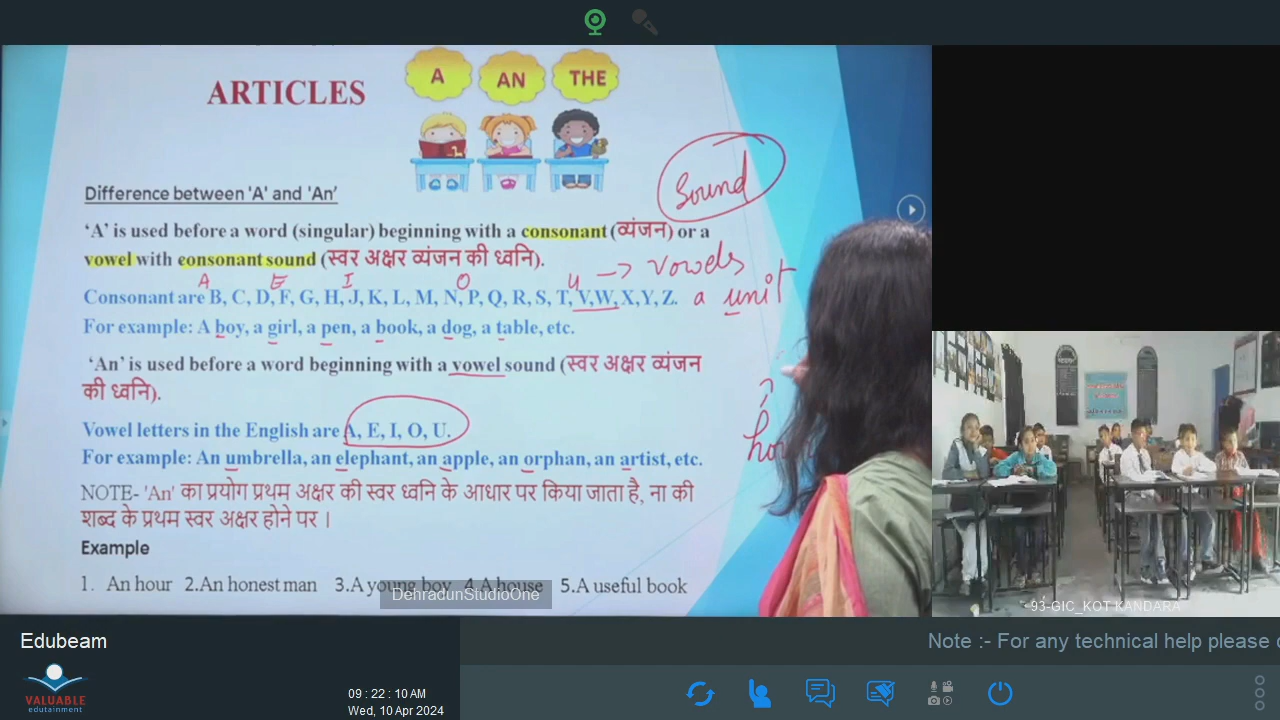 ARTICLES
A
AN
THE
Sound
Difference between 'A' and 'An'
'A' is used before a word (singular) beginning with a consonant (व्यंजन) or a
vowel with consonant sound (स्वर अक्षर व्यंजन की ध्वनि).
A E I O U → vowels
Consonant are B, C, D, F, G, H, J, K, L, M, N, P, Q, R, S, T, V,W, X,Y, Z.
a unit
For example: A boy, a girl, a pen, a book, a dog, a table, etc.
'An' is used before a word beginning with a vowel sound (स्वर अक्षर व्यंजन
की ध्वनि).
Vowel letters in the English are A, E, I, O, U.
For example: An umbrella, an elephant, an apple, an orphan, an artist, etc.
NOTE- 'An' का प्रयोग प्रथम अक्षर की स्वर ध्वनि के आधार पर किया जाता है, ना की
शब्द के प्रथम स्वर अक्षर होने पर ।
Example
1. An hour 2.An honest man 3.A young boy 4.A house 5.A useful book
DehradunStudioOne
93-GIC_KOT KANDARA
Edubeam
Note :- For any technical help please
VALUABLE
edutainment
09 : 22 : 10 AM
Wed, 10 Apr 2024